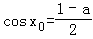 cos x₀ = (1 - a)/2